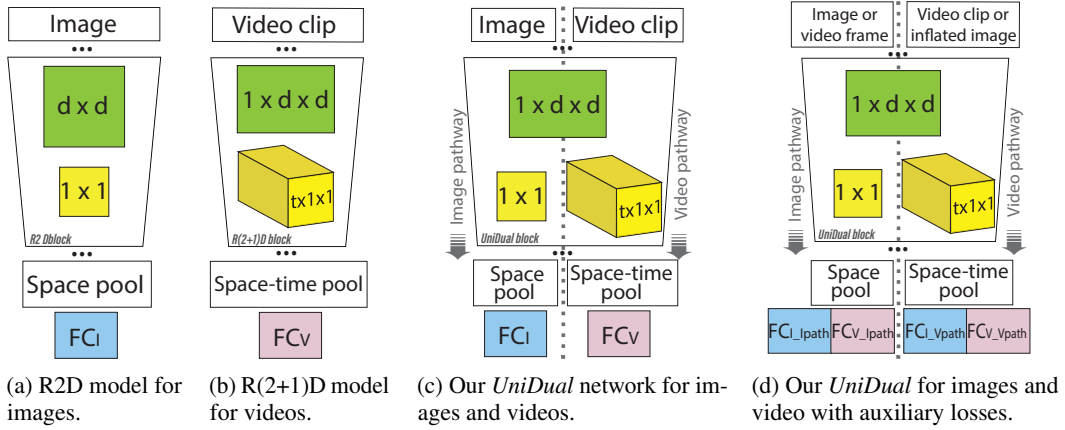 Image
...
d x d
1 x 1
R2 Dblock
...
Space pool
FCI
(a) R2D model for
images.
Video clip
...
1 x d x d
tx1x1
R(2+1)D block
...
Space-time pool
FCV
(b) R(2+1)D model
for videos.
Image
Video clip
...
1 x d x d
1 x 1
tx1x1
Image pathway
Video pathway
UniDual block
...
Space
pool
Space-time
pool
FCI
FCV
(c) Our UniDual network for im-
ages and videos.
Image or
video frame
Video clip or
inflated image
...
1 x d x d
1 x 1
tx1x1
Image pathway
Video pathway
UniDual block
...
Space
pool
Space-time
pool
FCI_Ipath
FCV_Ipath
FCI_Vpath
FCV_Vpath
(d) Our UniDual for images and
video with auxiliary losses.